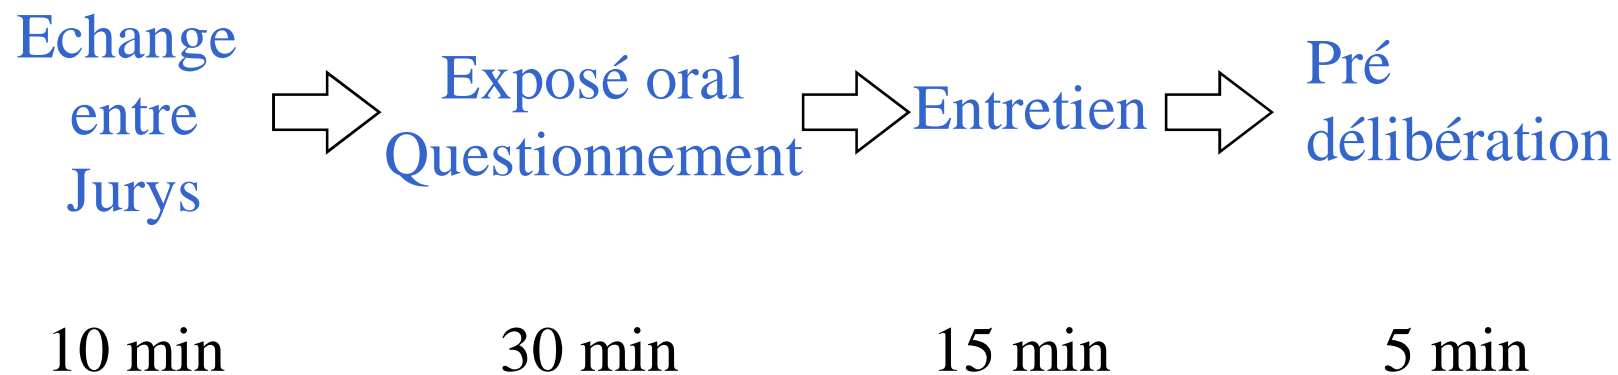 Echange
entre
Jurys
Exposé oral
Questionnement
Entretien
Pré
délibération
10 min
30 min
15 min
5 min